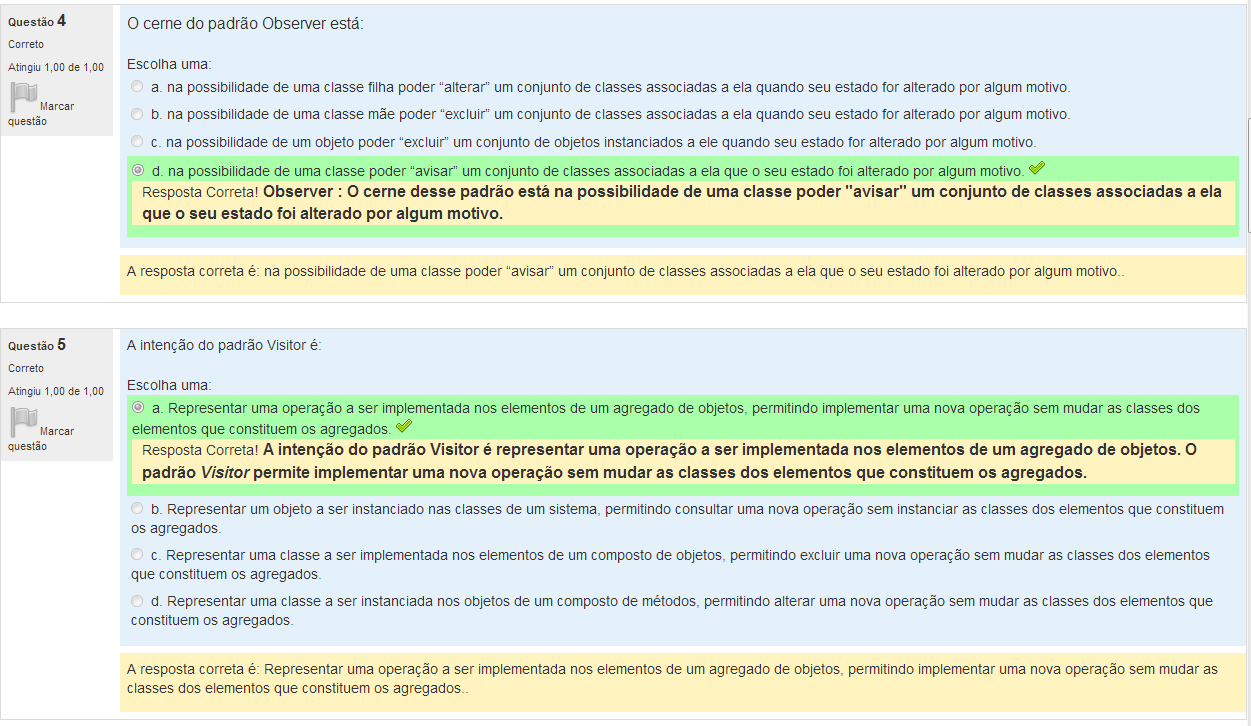 Questão 4
Correto
Atingiu 1,00 de 1,00
Marcar
questão
O cerne do padrão Observer está:
Escolha uma:
a. na possibilidade de uma classe filha poder “alterar” um conjunto de classes associadas a ela quando seu estado for alterado por algum motivo.
b. na possibilidade de uma classe mãe poder “excluir” um conjunto de classes associadas a ela quando seu estado for alterado por algum motivo.
c. na possibilidade de um objeto poder “excluir” um conjunto de objetos instanciados a ele quando seu estado for alterado por algum motivo.
d. na possibilidade de uma classe poder “avisar” um conjunto de classes associadas a ela que o seu estado foi alterado por algum motivo.
Resposta Correta! Observer : O cerne desse padrão está na possibilidade de uma classe poder "avisar" um conjunto de classes associadas a ela
que o seu estado foi alterado por algum motivo.
A resposta correta é: na possibilidade de uma classe poder “avisar” um conjunto de classes associadas a ela que o seu estado foi alterado por algum motivo..
Questão 5
Correto
Atingiu 1,00 de 1,00
Marcar
questão
A intenção do padrão Visitor é:
Escolha uma:
a. Representar uma operação a ser implementada nos elementos de um agregado de objetos, permitindo implementar uma nova operação sem mudar as classes dos
elementos que constituem os agregados.
Resposta Correta! A intenção do padrão Visitor é representar uma operação a ser implementada nos elementos de um agregado de objetos. O
padrão Visitor permite implementar uma nova operação sem mudar as classes dos elementos que constituem os agregados.
b. Representar um objeto a ser instanciado nas classes de um sistema, permitindo consultar uma nova operação sem instanciar as classes dos elementos que constituem
os agregados.
c. Representar uma classe a ser implementada nos elementos de um composto de objetos, permitindo excluir uma nova operação sem mudar as classes dos elementos
que constituem os agregados.
d. Representar uma classe a ser instanciada nos objetos de um composto de métodos, permitindo alterar uma nova operação sem mudar as classes dos elementos que
constituem os agregados.
A resposta correta é: Representar uma operação a ser implementada nos elementos de um agregado de objetos, permitindo implementar uma nova operação sem mudar as
classes dos elementos que constituem os agregados..